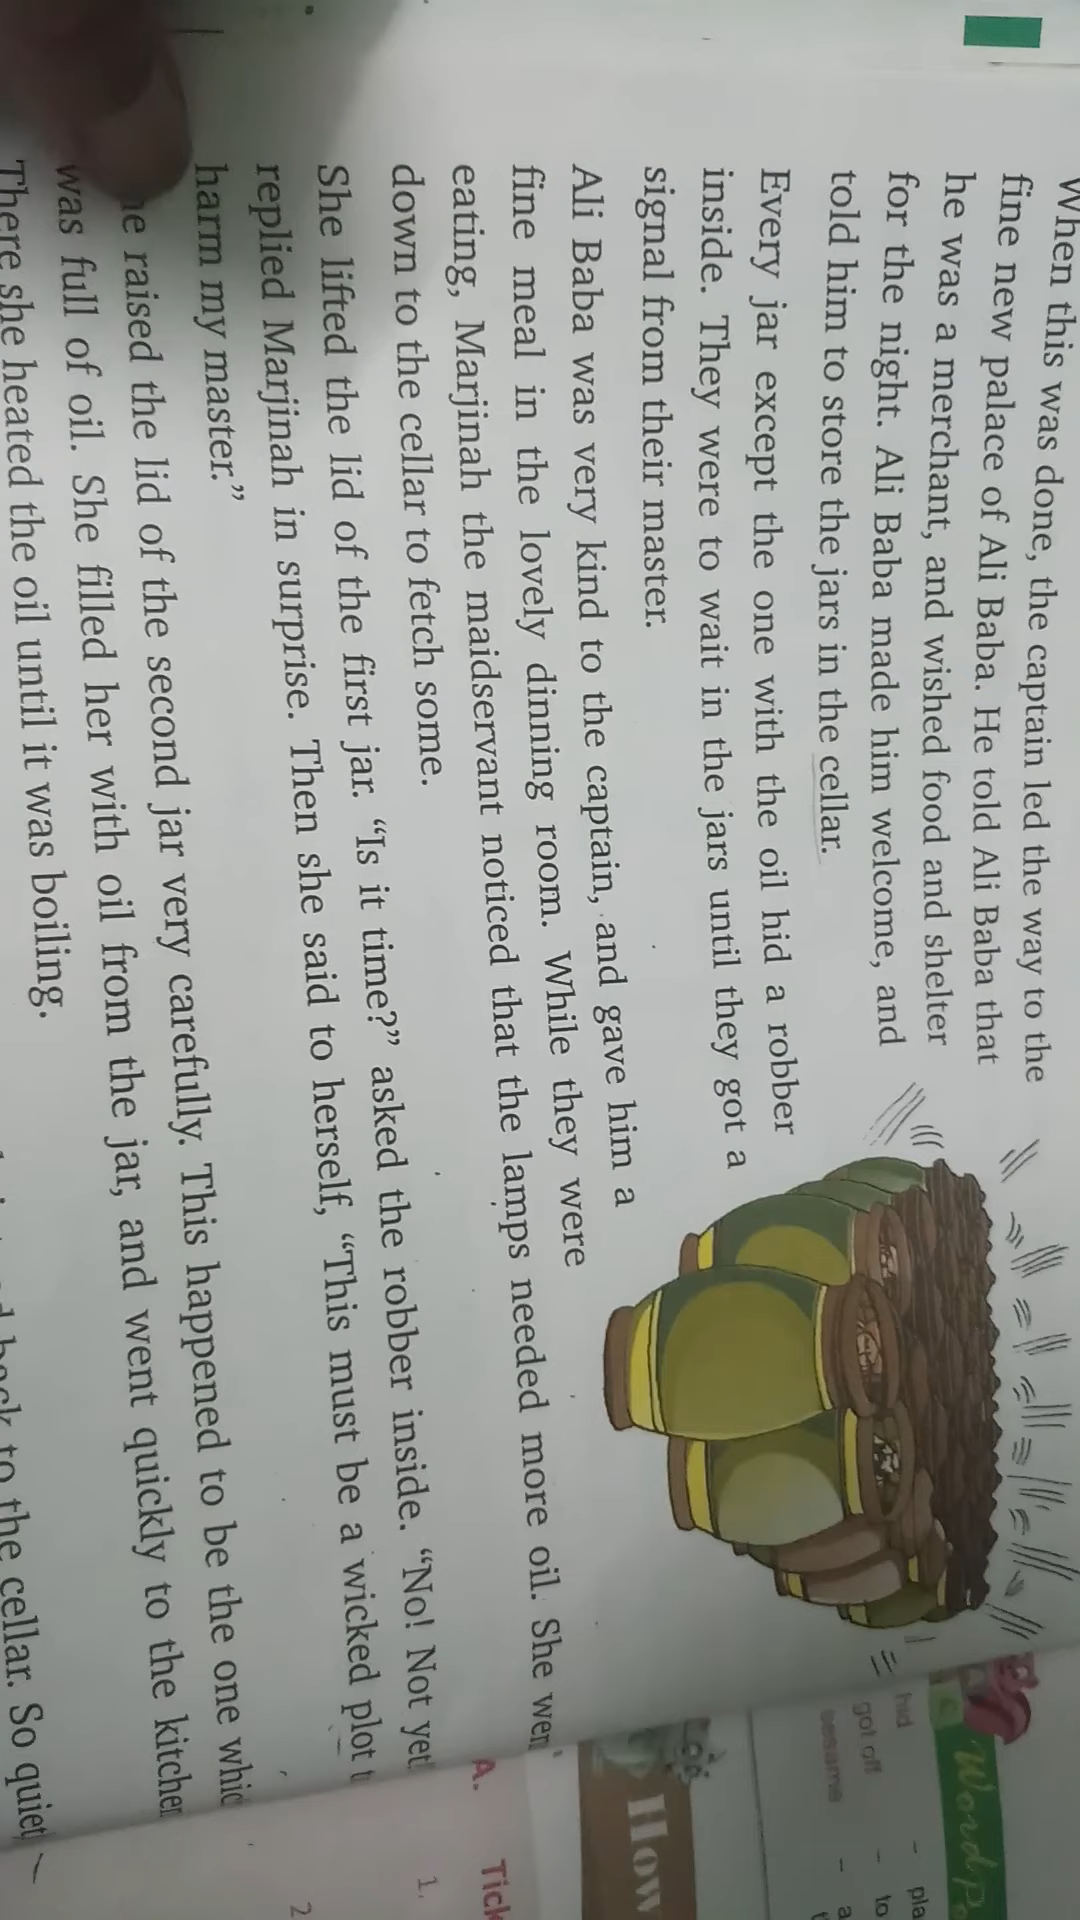 When this was done, the captain led the way to the
fine new palace of Ali Baba. He told Ali Baba that
he was a merchant, and wished food and shelter
for the night. Ali Baba made him welcome, and
told him to store the jars in the cellar.
Every jar except the one with the oil hid a robber
inside. They were to wait in the jars until they got a
signal from their master.
Ali Baba was very kind to the captain, and gave him a
fine meal in the lovely dinning room. While they were
eating, Marjinah the maidservant noticed that the lamps needed more oil. She
down to the cellar to fetch some.
She lifted the lid of the first jar. “Is it time?” asked the robber inside. “No! Not yet!
replied Marjinah in surprise. Then she said to herself, “This must be a wicked plot
harm my master.”
raised the lid of the second jar very carefully. This happened to be the one
was full of oil. She filled her with oil from the jar, and went quickly to the
There she heated the oil until it was boiling.
back to the cellar. So
hid –
got off – to
sesame – a
A. Tick
1.
2